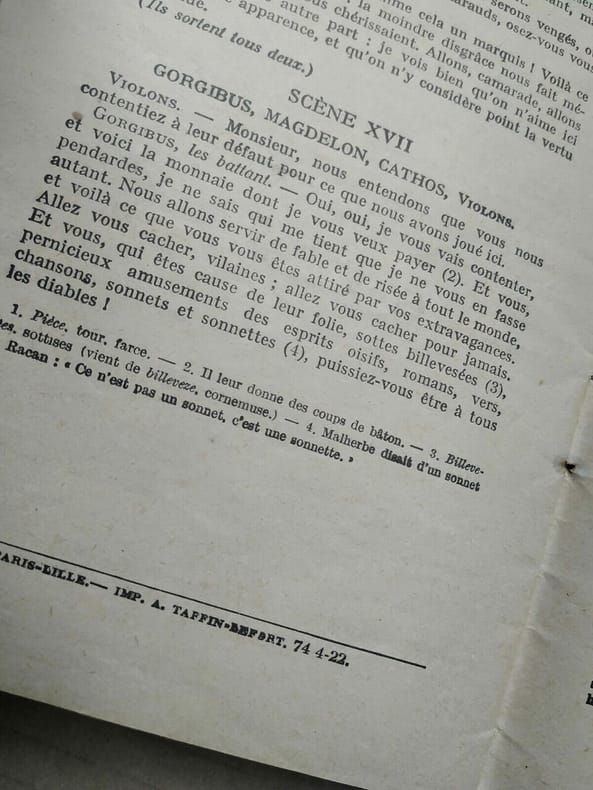 me cela un marquis ! Voilà ce
la moindre disgrâce nous fait mé-
us chérissaient. Allons, camarade, allons
autre part : je vois bien qu'on n'aime ici
apparence, et qu'on n'y considère point la vertu
(Ils sortent tous deux.)
SCÈNE XVII
GORGIBUS, MAGDELON, CATHOS, VIOLONS.
VIOLONS. — Monsieur, nous entendons que vous nous
contentiez à leur défaut pour ce que nous avons joué ici.
GORGIBUS, les battant. — Oui, oui, je vous vais contenter,
et voici la monnaie dont je vous veux payer (2). Et vous,
pendardes, je ne sais qui me tient que je ne vous en fasse
autant. Nous allons servir de fable et de risée à tout le monde,
et voilà ce que vous vous êtes attiré par vos extravagances.
Allez vous cacher, vilaines ; allez vous cacher pour jamais.
Et vous, qui êtes cause de leur folie, sottes billevesées (3),
pernicieux amusements des esprits oisifs, romans, vers,
chansons, sonnets et sonnettes (4), puissiez-vous être à tous
les diables !
1. Pièce, tour, farce. — 2. Il leur donne des coups de bâton. — 3. Billeve-
es, sottises (vient de billeveze, cornemuse.) — 4. Malherbe disait d'un sonnet
Racan : « Ce n'est pas un sonnet, c'est une sonnette. »
PARIS-LILLE. — IMP. A. TAFFIN-LEFORT. 74 4-22.